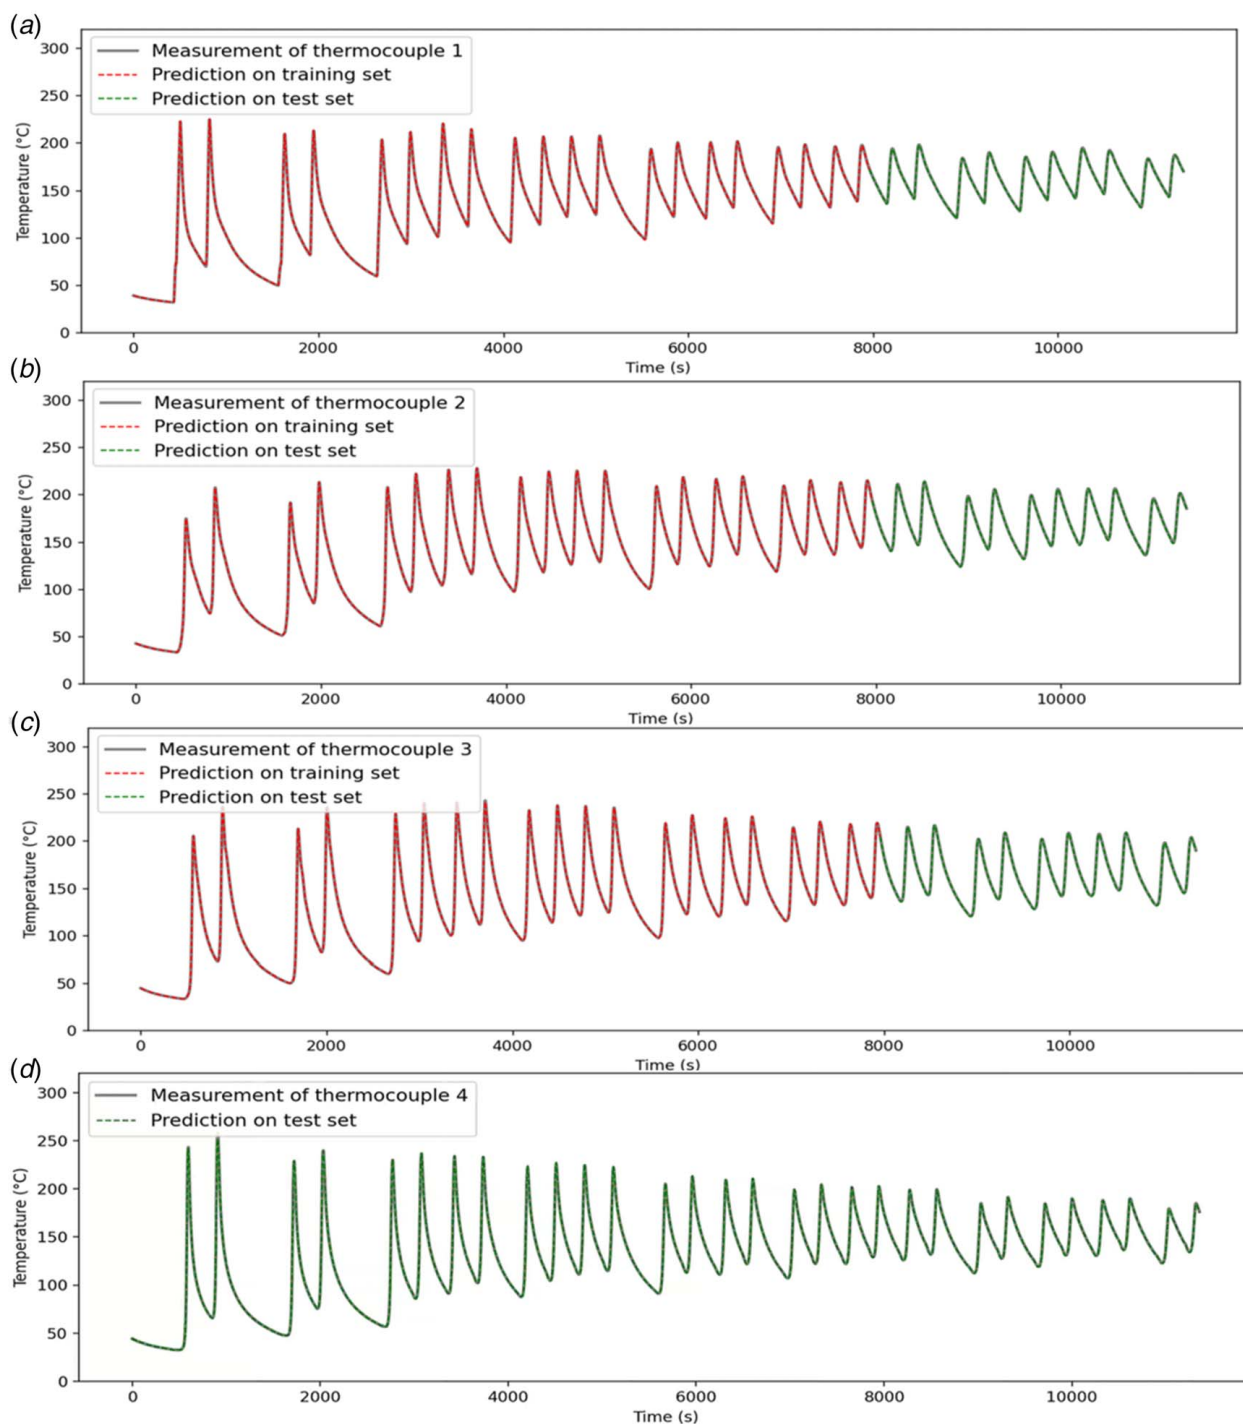 (a)
300
250
200
150
100
50
0
Temperature (°C)
Measurement of thermocouple 1
Prediction on training set
Prediction on test set
0 2000 4000 6000 8000 10000
Time (s)
(b)
300
250
200
150
100
50
0
Temperature (°C)
Measurement of thermocouple 2
Prediction on training set
Prediction on test set
0 2000 4000 6000 8000 10000
Time (s)
(c)
300
250
200
150
100
50
0
Temperature (°C)
Measurement of thermocouple 3
Prediction on training set
Prediction on test set
0 2000 4000 6000 8000 10000
Time (s)
(d)
300
250
200
150
100
50
0
Temperature (°C)
Measurement of thermocouple 4
Prediction on test set
0 2000 4000 6000 8000 10000
Time (s)